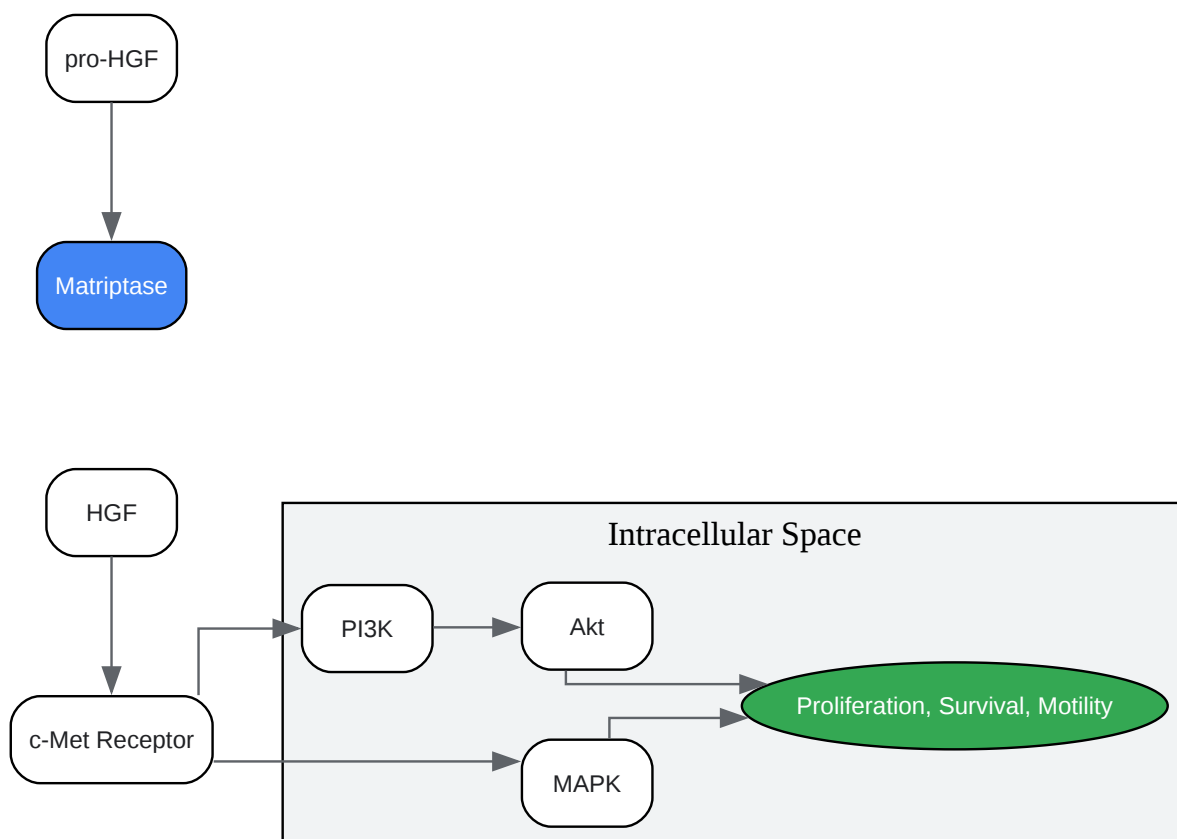 pro-HGF
Matriptase
HGF
Intracellular Space
PI3K
Akt
Proliferation, Survival, Motility
c-Met Receptor
MAPK